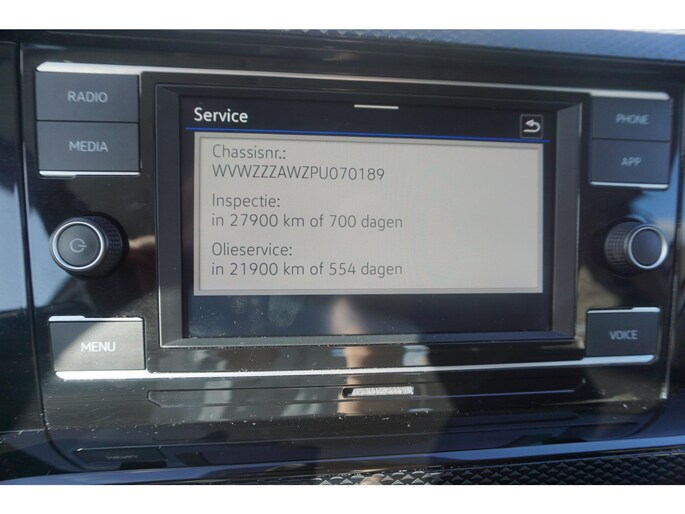 RADIO
MEDIA
MENU
Service
Chassisnr.:
WVWZZZAWZPU070189
Inspectie:
in 27900 km of 700 dagen
Olieservice:
in 21900 km of 554 dagen
PHONE
APP
VOICE